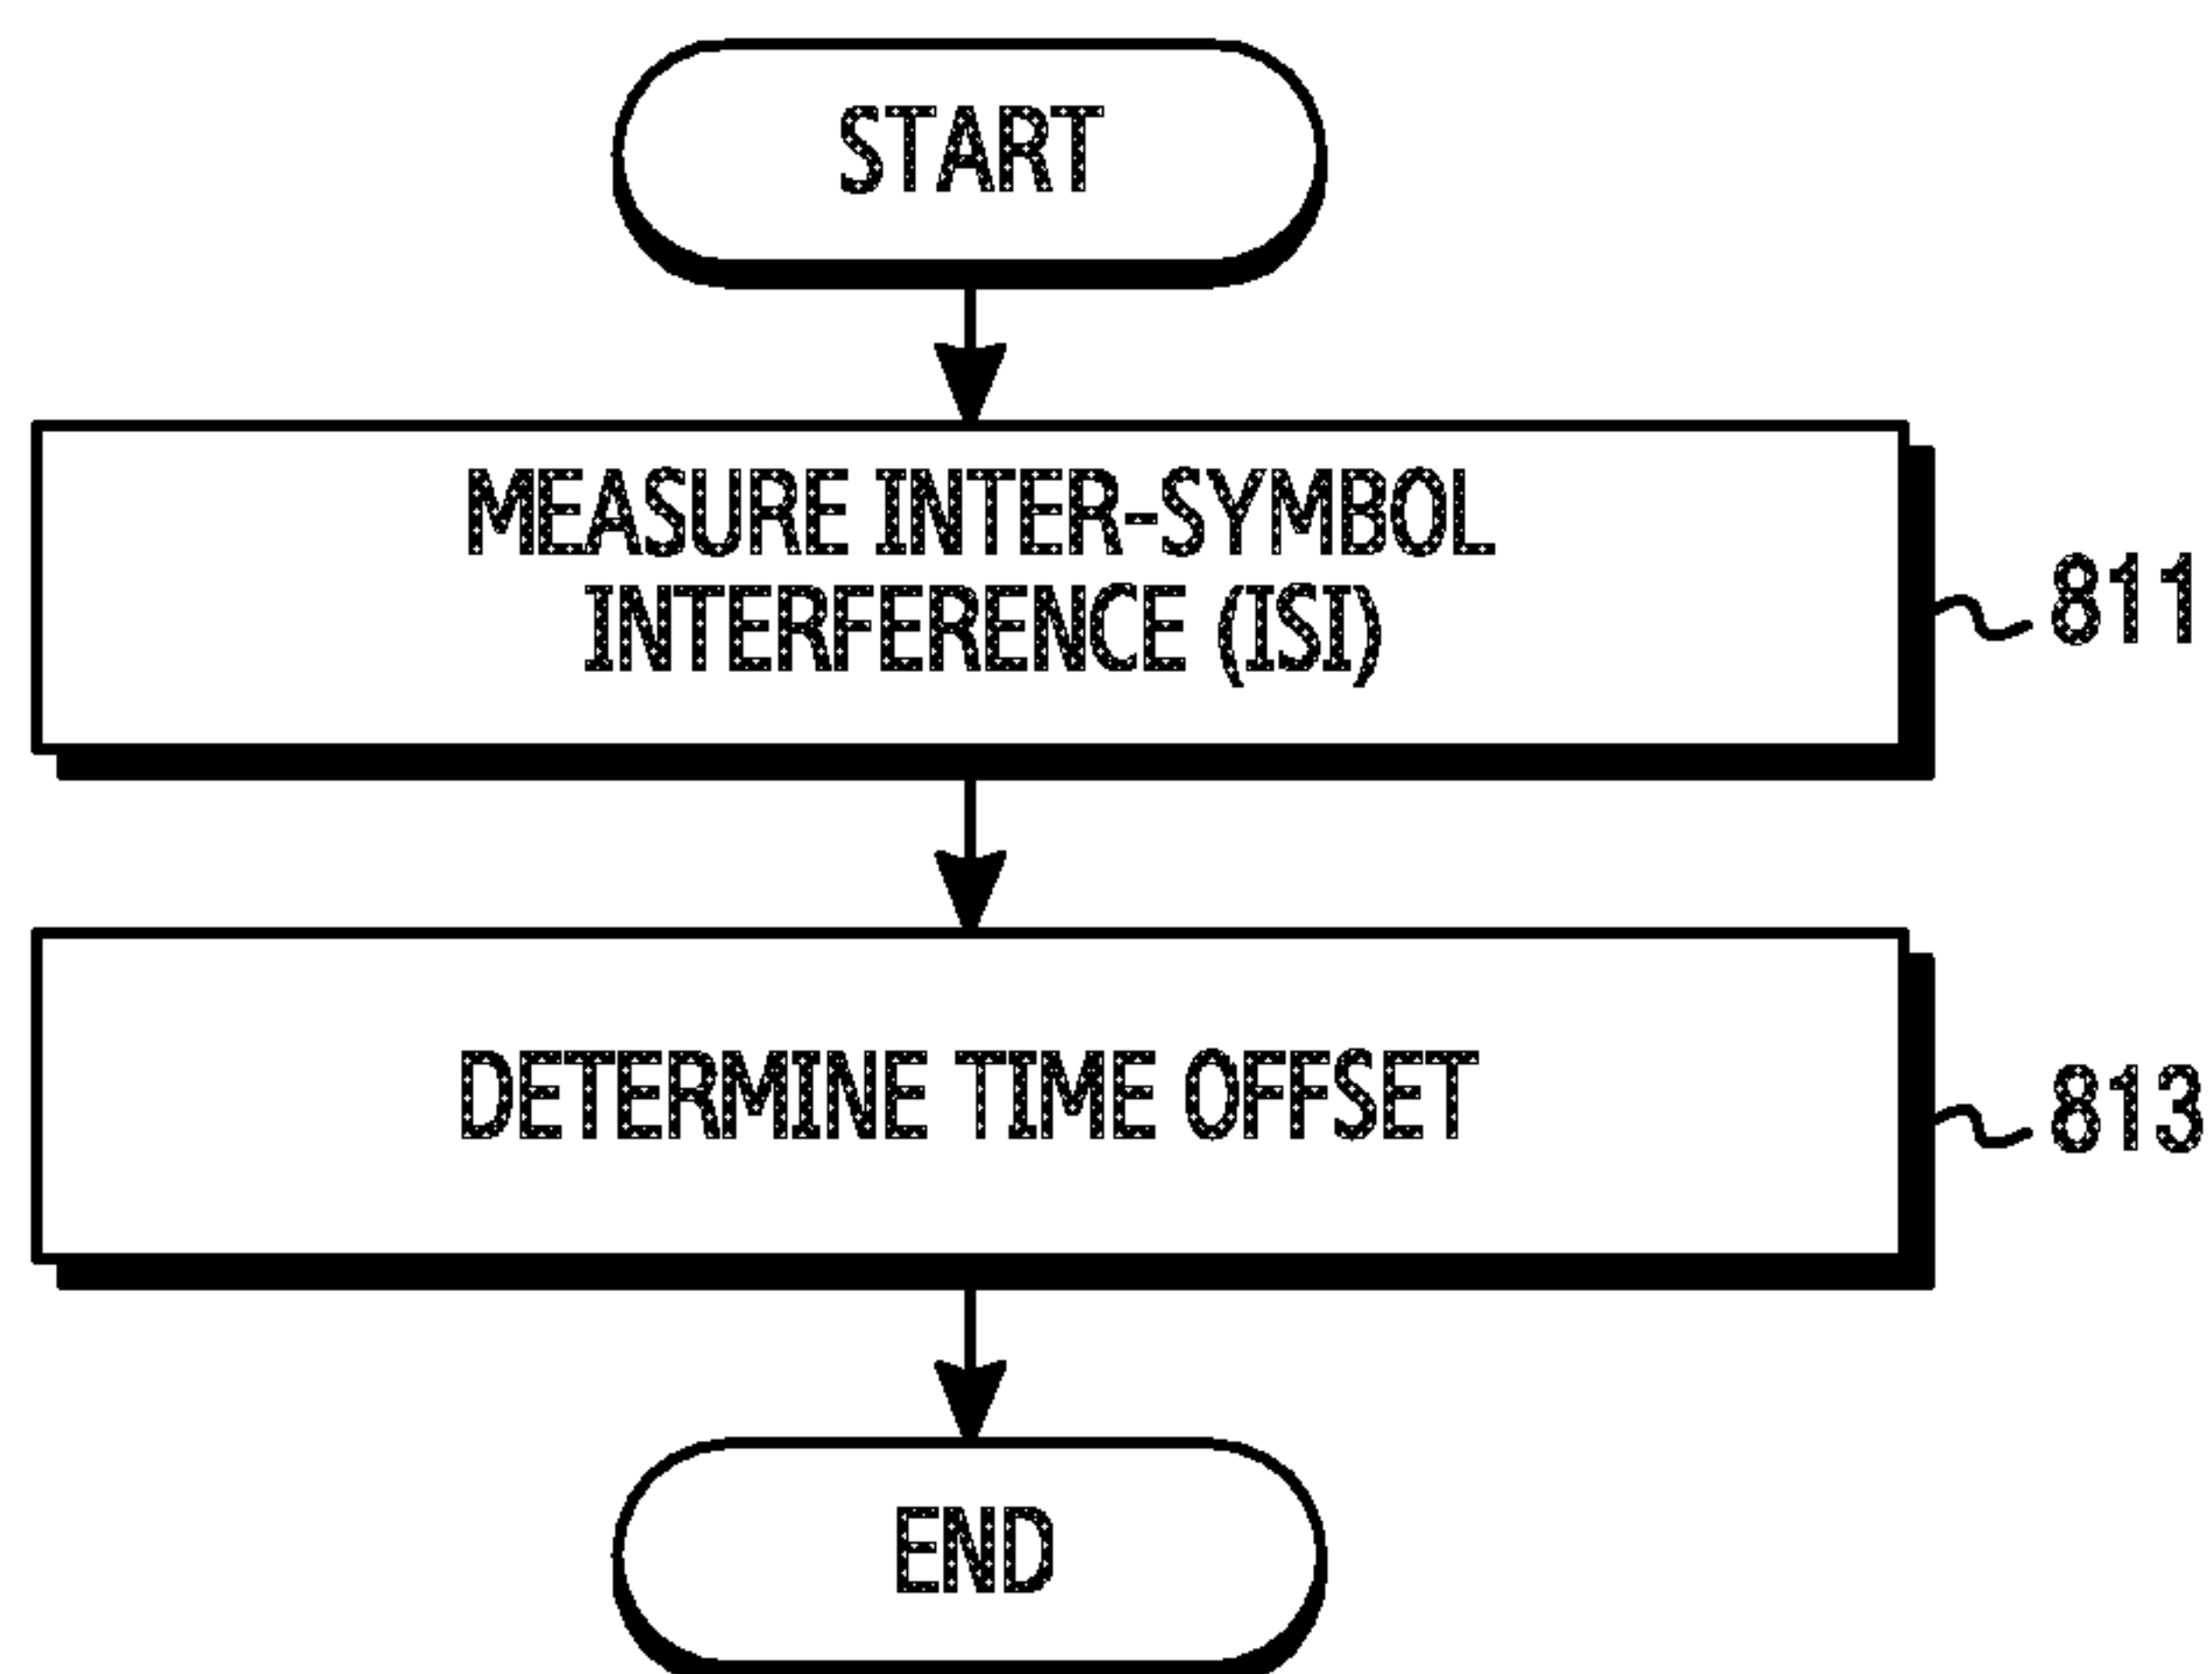 START
MEASURE INTER-SYMBOL
INTERFERENCE (ISI)
811
DETERMINE TIME OFFSET
813
END